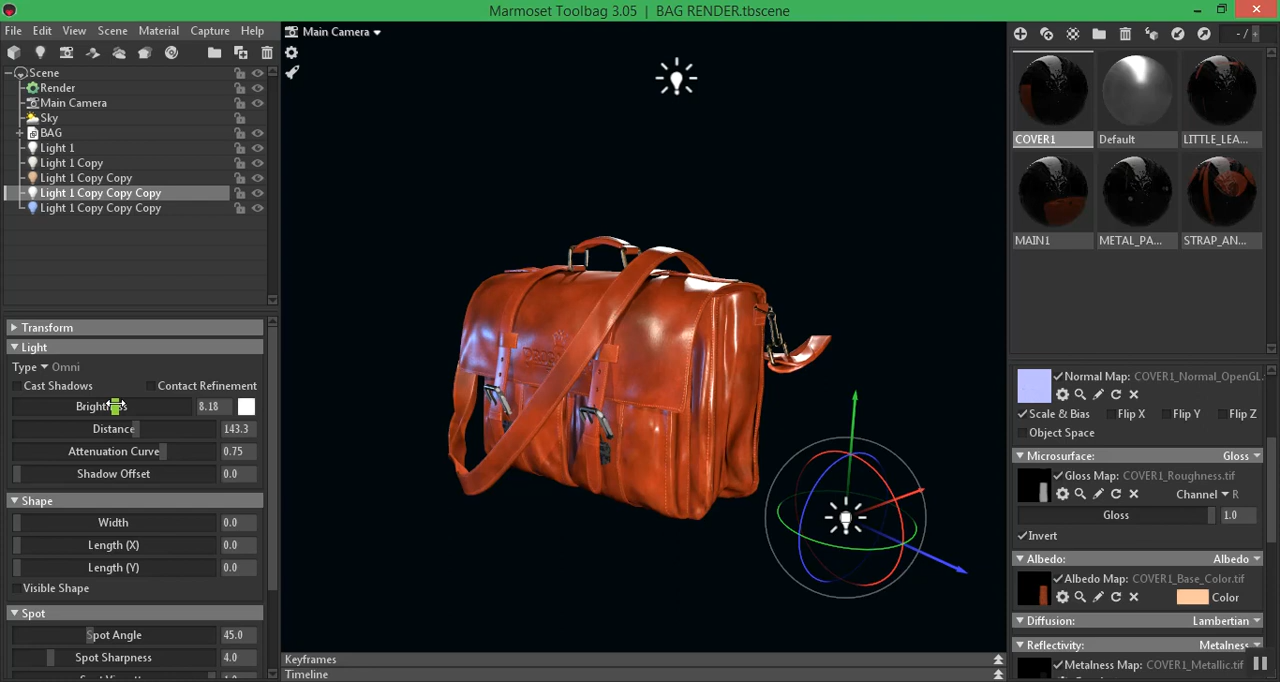 Marmoset Toolbag 3.05 | BAG RENDER.tbscene
File Edit View Scene Material Capture Help
Main Camera
- / +
Scene
Render
Main Camera
Sky
BAG
Light 1
Light 1 Copy
Light 1 Copy Copy
Light 1 Copy Copy Copy
Light 1 Copy Copy Copy
Transform
Light
Type Omni
Cast Shadows Contact Refinement
Brightness 8.18
Distance 143.3
Attenuation Curve 0.75
Shadow Offset 0.0
Shape
Width 0.0
Length (X) 0.0
Length (Y) 0.0
Visible Shape
Spot
Spot Angle 45.0
Spot Sharpness 4.0
Keyframes
Timeline
COVER1 Default LITTLE_LEA...
MAIN1 METAL_PA... STRAP_AN...
Normal Map: COVER1_Normal_OpenGL.
Scale & Bias Flip X Flip Y Flip Z
Object Space
Microsurface: Gloss
Gloss Map: COVER1_Roughness.tif
Channel R
Gloss 1.0
Invert
Albedo: Albedo
Albedo Map: COVER1_Base_Color.tif
Color
Diffusion: Lambertian
Reflectivity: Metalness
Metalness Map: COVER1_Metallic.tif